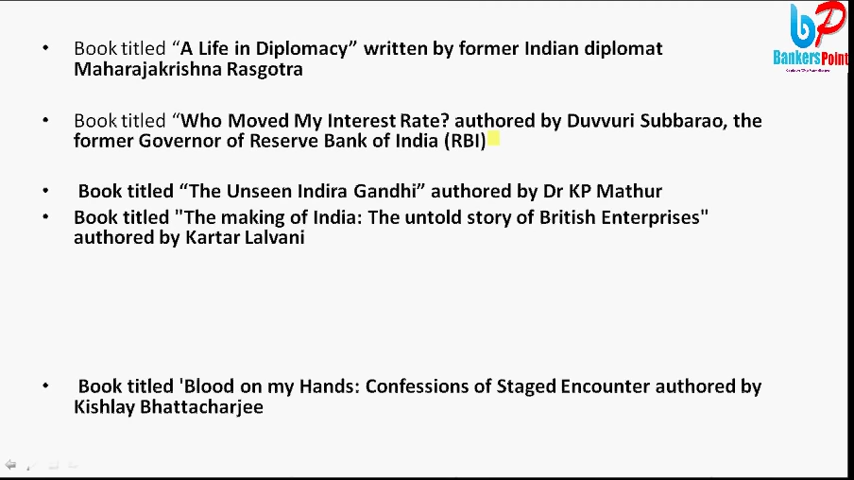 • Book titled “A Life in Diplomacy” written by former Indian diplomat
Maharajakrishna Rasgotra
• Book titled “Who Moved My Interest Rate? authored by Duvvuri Subbarao, the
former Governor of Reserve Bank of India (RBI)
• Book titled “The Unseen Indira Gandhi” authored by Dr KP Mathur
• Book titled "The making of India: The untold story of British Enterprises"
authored by Kartar Lalvani
• Book titled 'Blood on my Hands: Confessions of Staged Encounter authored by
Kishlay Bhattacharjee
bP
BankersPoint